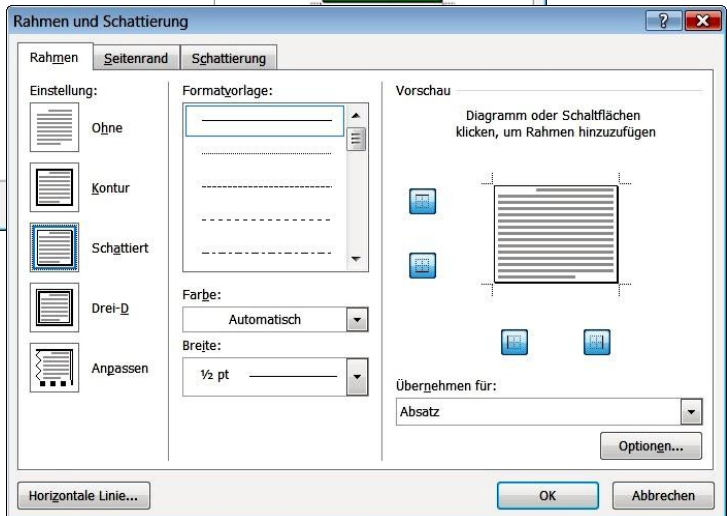 Rahmen und Schattierung
Rahmen
Seitenrand
Schattierung
Einstellung:
Ohne
Kontur
Schattiert
Drei-D
Anpassen
Formatvorlage:
Farbe:
Automatisch
Breite:
½ pt
Vorschau
Diagramm oder Schaltflächen
klicken, um Rahmen hinzuzufügen
Übernehmen für:
Absatz
Optionen...
Horizontale Linie...
OK
Abbrechen